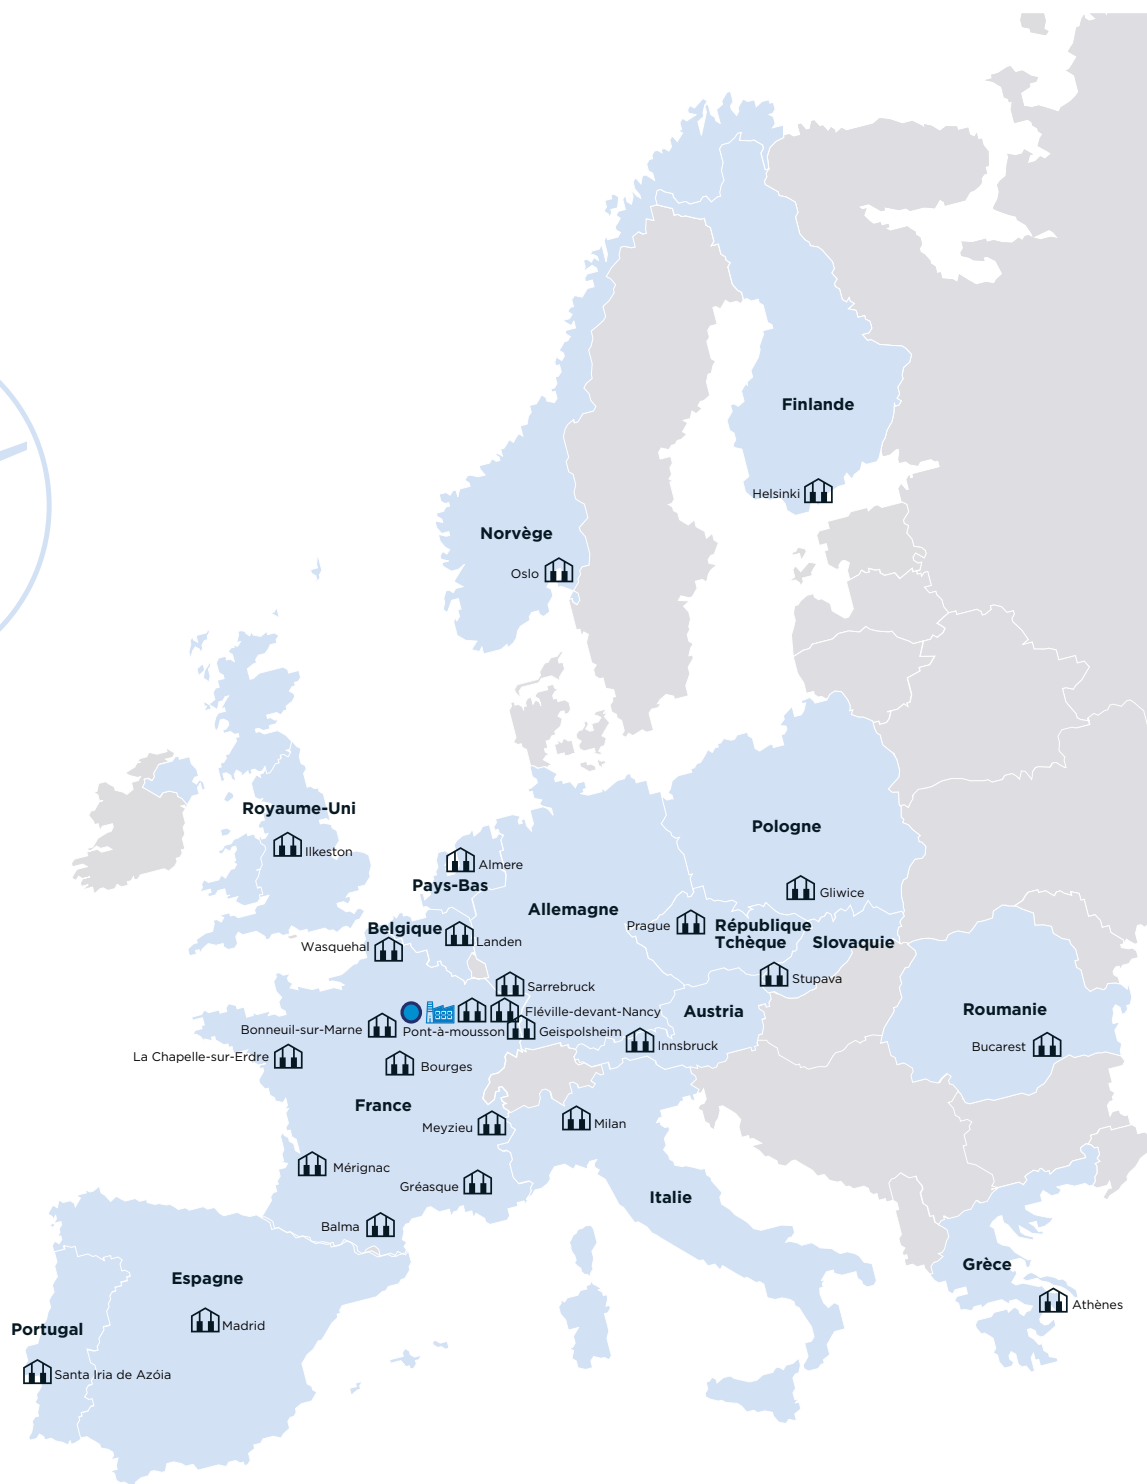 Finlande
Helsinki
Norvège
Oslo
Royaume-Uni
Ilkeston
Pologne
Gliwice
Almere
Pays-Bas
Allemagne
Belgique
Landen
Wasquehal
Prague
République
Tchèque
Slovaquie
Stupava
Sarrebruck
Fléville-devant-Nancy
Pont-à-mousson
Geispolsheim
Bonneuil-sur-Marne
La Chapelle-sur-Erdre
Bourges
Austria
Innsbruck
Roumanie
Bucarest
France
Meyzieu
Milan
Mérignac
Gréasque
Balma
Italie
Espagne
Madrid
Portugal
Santa Iria de Azóia
Grèce
Athènes